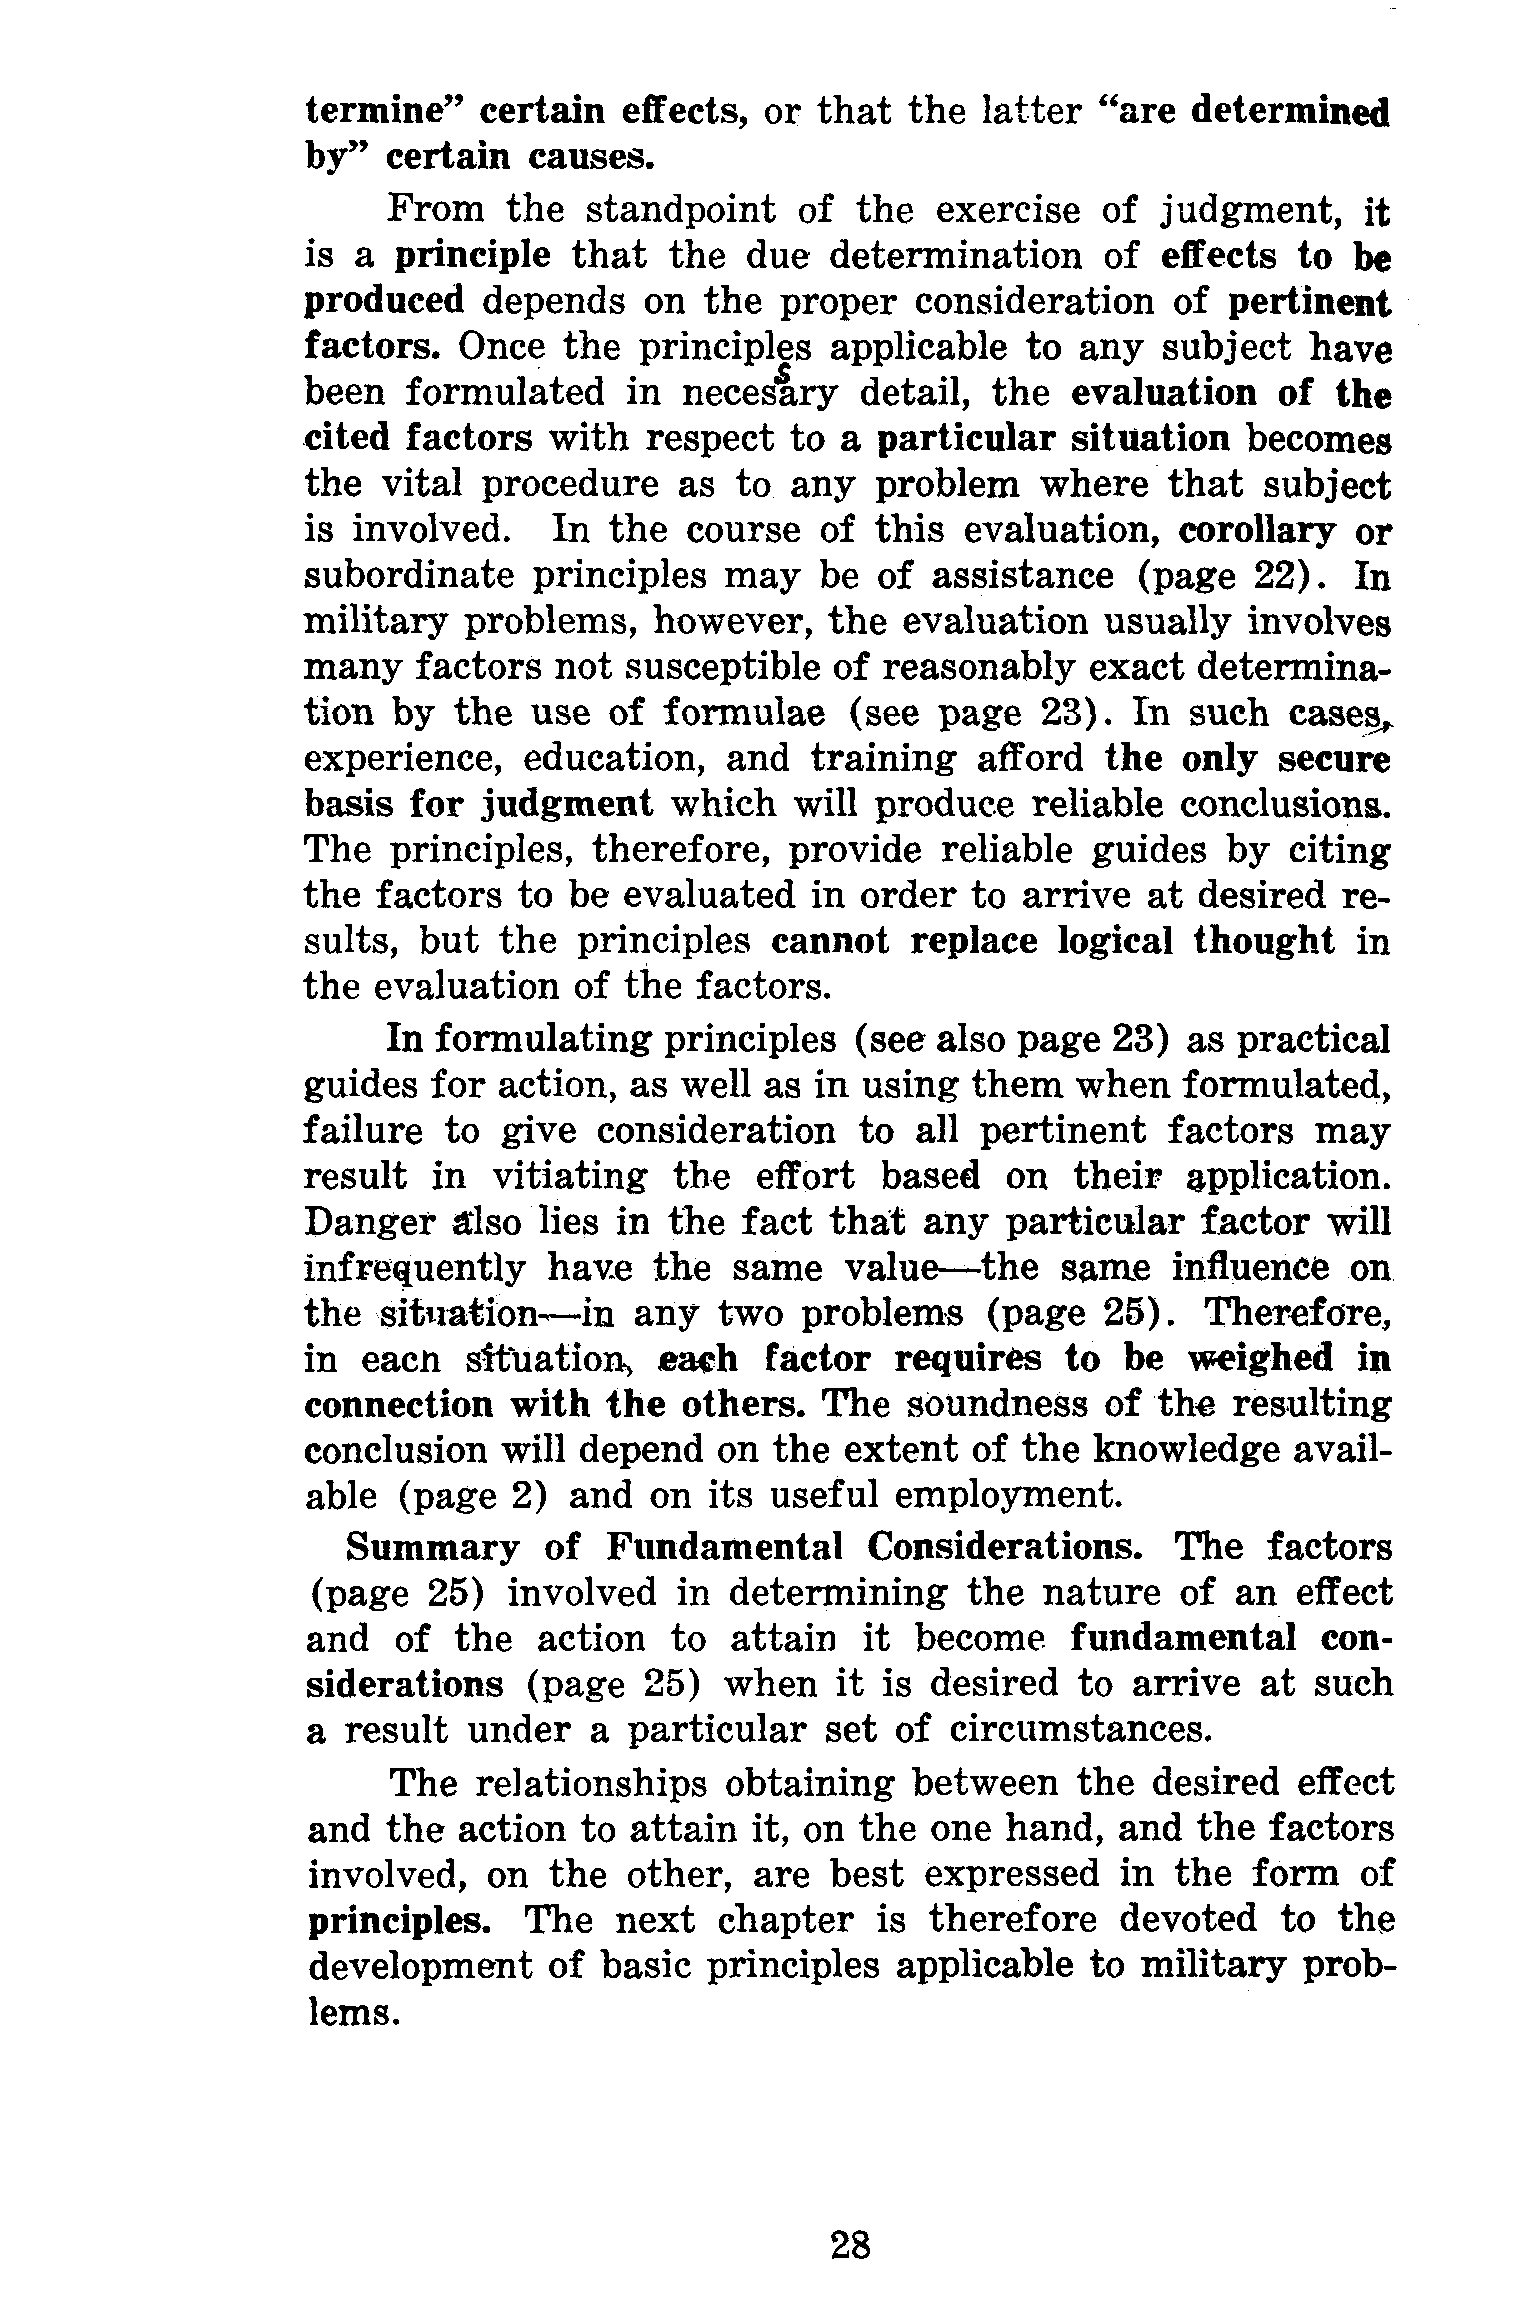 termine” certain effects, or that the latter “are determined
by” certain causes.
From the standpoint of the exercise of judgment, it
is a principle that the due determination of effects to be
produced depends on the proper consideration of pertinent
factors. Once the principles applicable to any subject have
been formulated in necessary detail, the evaluation of the
cited factors with respect to a particular situation becomes
the vital procedure as to any problem where that subject
is involved. In the course of this evaluation, corollary or
subordinate principles may be of assistance (page 22). In
military problems, however, the evaluation usually involves
many factors not susceptible of reasonably exact determina-
tion by the use of formulae (see page 23). In such cases,
experience, education, and training afford the only secure
basis for judgment which will produce reliable conclusions.
The principles, therefore, provide reliable guides by citing
the factors to be evaluated in order to arrive at desired re-
sults, but the principles cannot replace logical thought in
the evaluation of the factors.
In formulating principles (see also page 23) as practical
guides for action, as well as in using them when formulated,
failure to give consideration to all pertinent factors may
result in vitiating the effort based on their application.
Danger also lies in the fact that any particular factor will
infrequently have the same value—the same influence on
the situation—in any two problems (page 25). Therefore,
in each situation, each factor requires to be weighed in
connection with the others. The soundness of the resulting
conclusion will depend on the extent of the knowledge avail-
able (page 2) and on its useful employment.
Summary of Fundamental Considerations. The factors
(page 25) involved in determining the nature of an effect
and of the action to attain it become fundamental con-
siderations (page 25) when it is desired to arrive at such
a result under a particular set of circumstances.
The relationships obtaining between the desired effect
and the action to attain it, on the one hand, and the factors
involved, on the other, are best expressed in the form of
principles. The next chapter is therefore devoted to the
development of basic principles applicable to military prob-
lems.
28